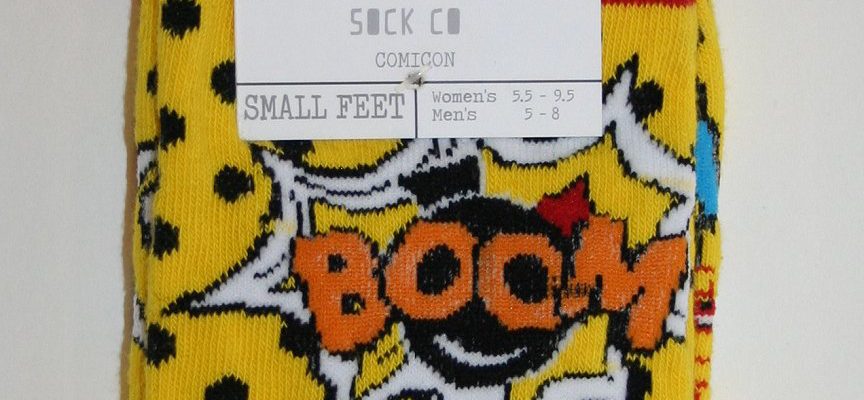 SOCK CO
COMICON
SMALL FEET
Women's 5.5 - 9.5
Men's 5 - 8
BOOM